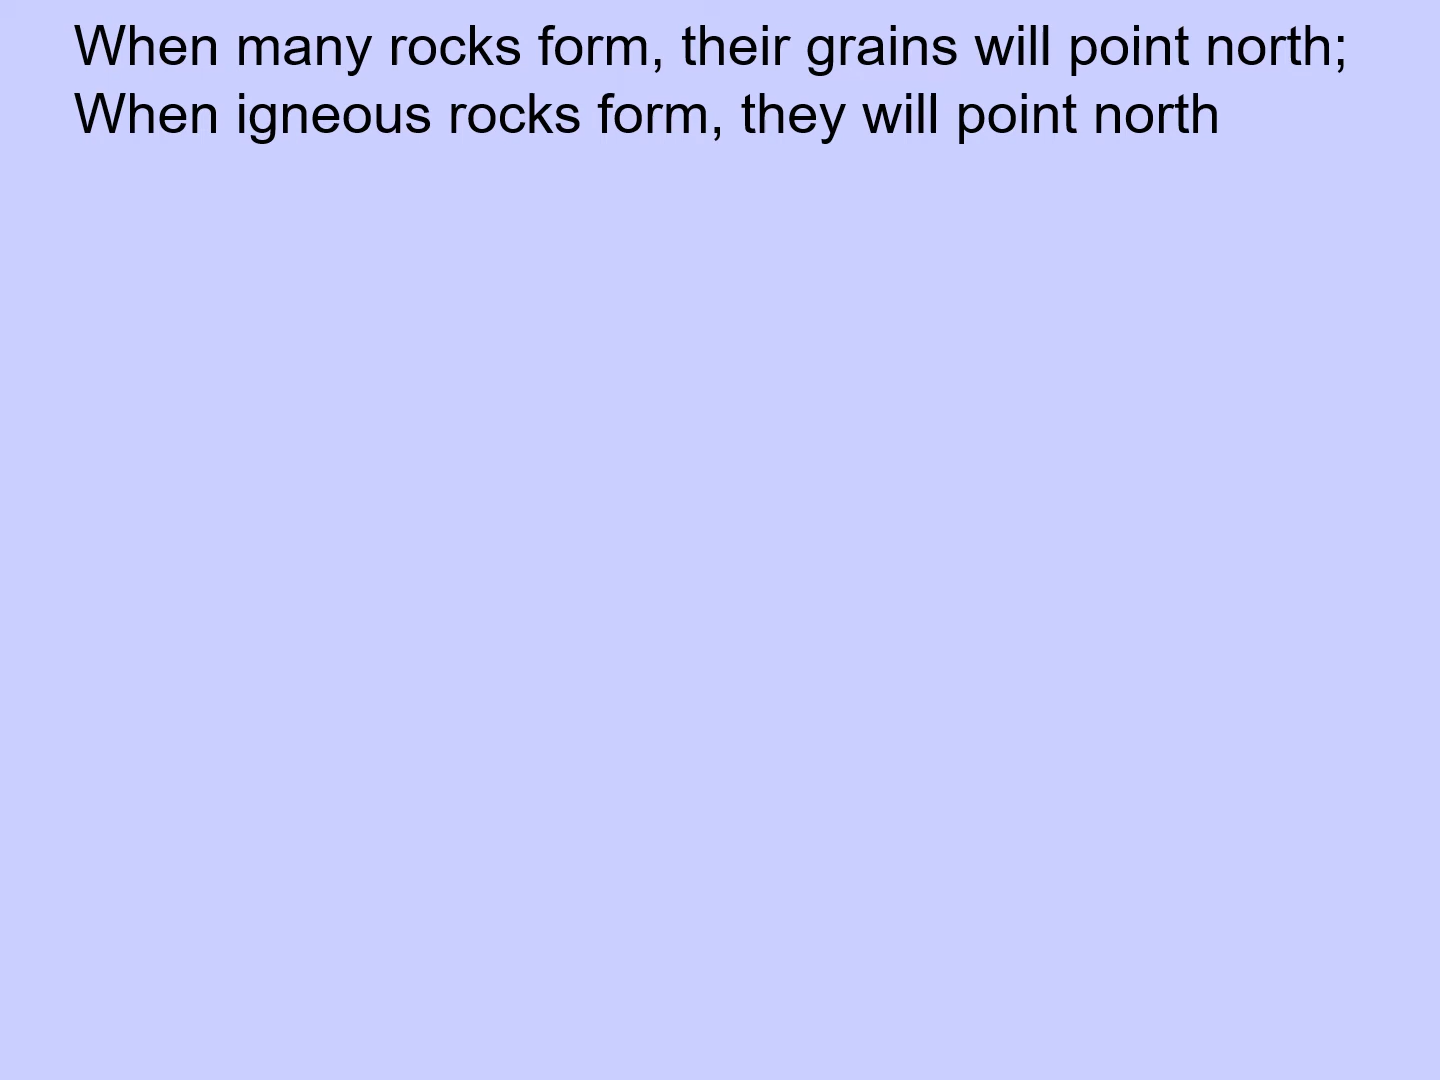 When many rocks form, their grains will point north;
When igneous rocks form, they will point north